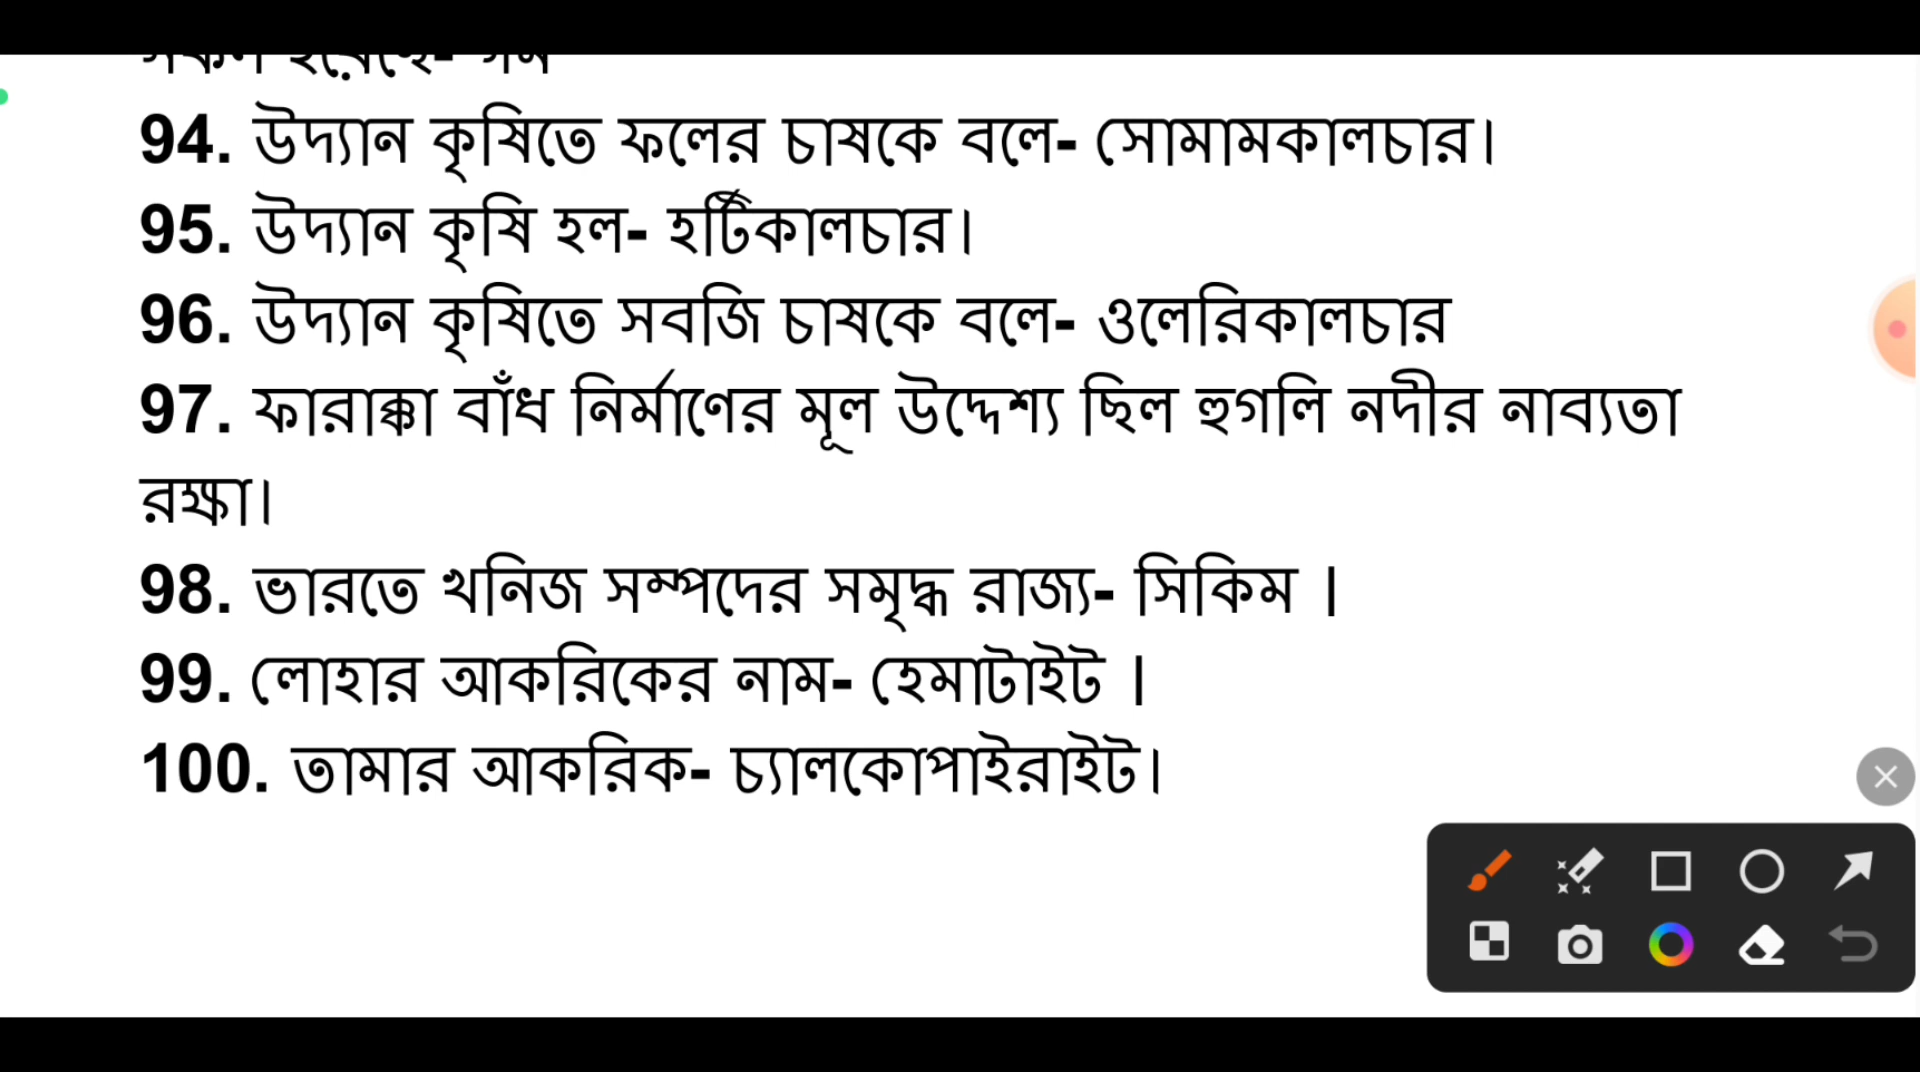 94. উদ্যান কৃষিতে ফলের চাষকে বলে- সোমামকালচার।
95. উদ্যান কৃষি হল- হর্টিকালচার।
96. উদ্যান কৃষিতে সবজি চাষকে বলে- ওলেরিকালচার
97. ফারাক্কা বাঁধ নির্মাণের মূল উদ্দেশ্য ছিল হুগলি নদীর নাব্যতা
রক্ষা।
98. ভারতে খনিজ সম্পদের সমৃদ্ধ রাজ্য- সিকিম |
99. লোহার আকরিকের নাম- হেমাটাইট |
100. তামার আকরিক- চ্যালকোপাইরাইট।